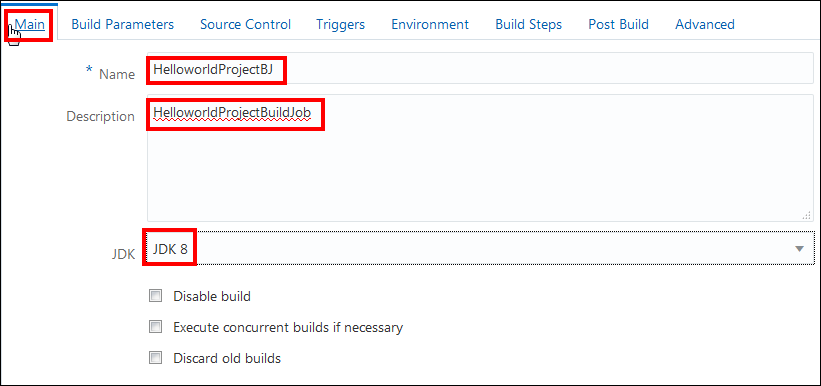 Main Build Parameters Source Control Triggers Environment Build Steps Post Build Advanced
* Name HelloworldProjectBJ
Description HelloworldProjectBuildJob
JDK JDK 8
Disable build
Execute concurrent builds if necessary
Discard old builds